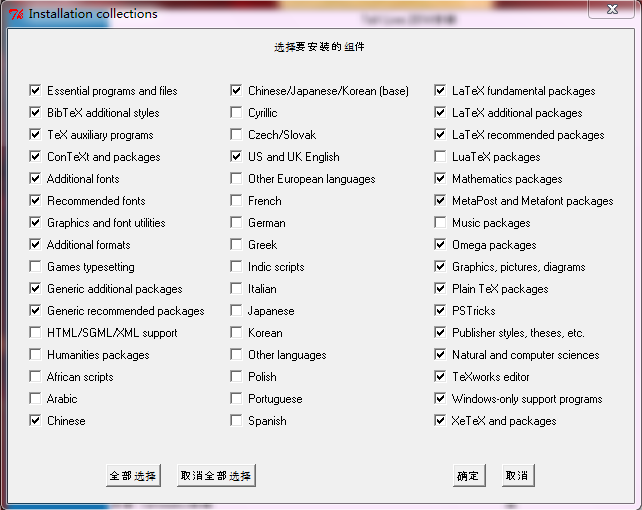 Installation collections
选择要安装的组件
Essential programs and files
BibTeX additional styles
TeX auxiliary programs
ConTeXt and packages
Additional fonts
Recommended fonts
Graphics and font utilities
Additional formats
Games typesetting
Generic additional packages
Generic recommended packages
HTML/SGML/XML support
Humanities packages
African scripts
Arabic
Chinese
Chinese/Japanese/Korean (base)
Cyrillic
Czech/Slovak
US and UK English
Other European languages
French
German
Greek
Indic scripts
Italian
Japanese
Korean
Other languages
Polish
Portuguese
Spanish
LaTeX fundamental packages
LaTeX additional packages
LaTeX recommended packages
LuaTeX packages
Mathematics packages
MetaPost and Metafont packages
Music packages
Omega packages
Graphics, pictures, diagrams
Plain TeX packages
PSTricks
Publisher styles, theses, etc.
Natural and computer sciences
TeXworks editor
Windows-only support programs
XeTeX and packages
全部选择
取消全部选择
确定
取消